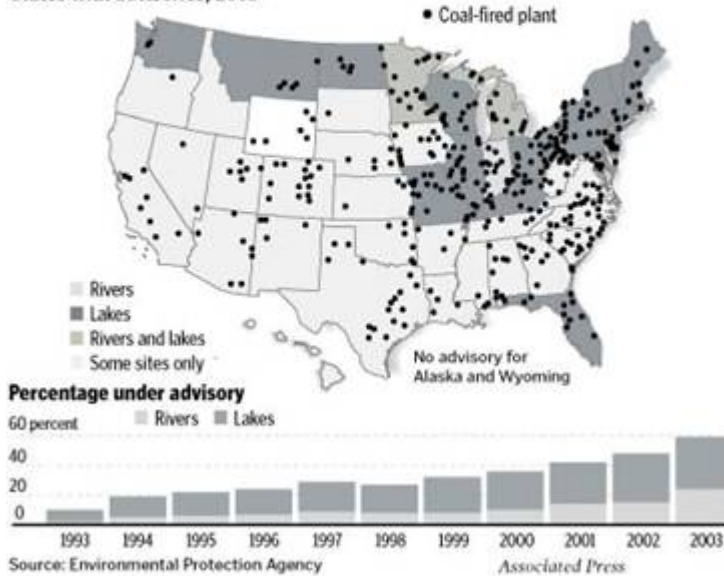 Coal-fired plant
Rivers
Lakes
Rivers and lakes
Some sites only
No advisory for
Alaska and Wyoming
Percentage under advisory
60 percent
Rivers Lakes
40
20
0
1993 1994 1995 1996 1997 1998 1999 2000 2001 2002 2003
Source: Environmental Protection Agency Associated Press